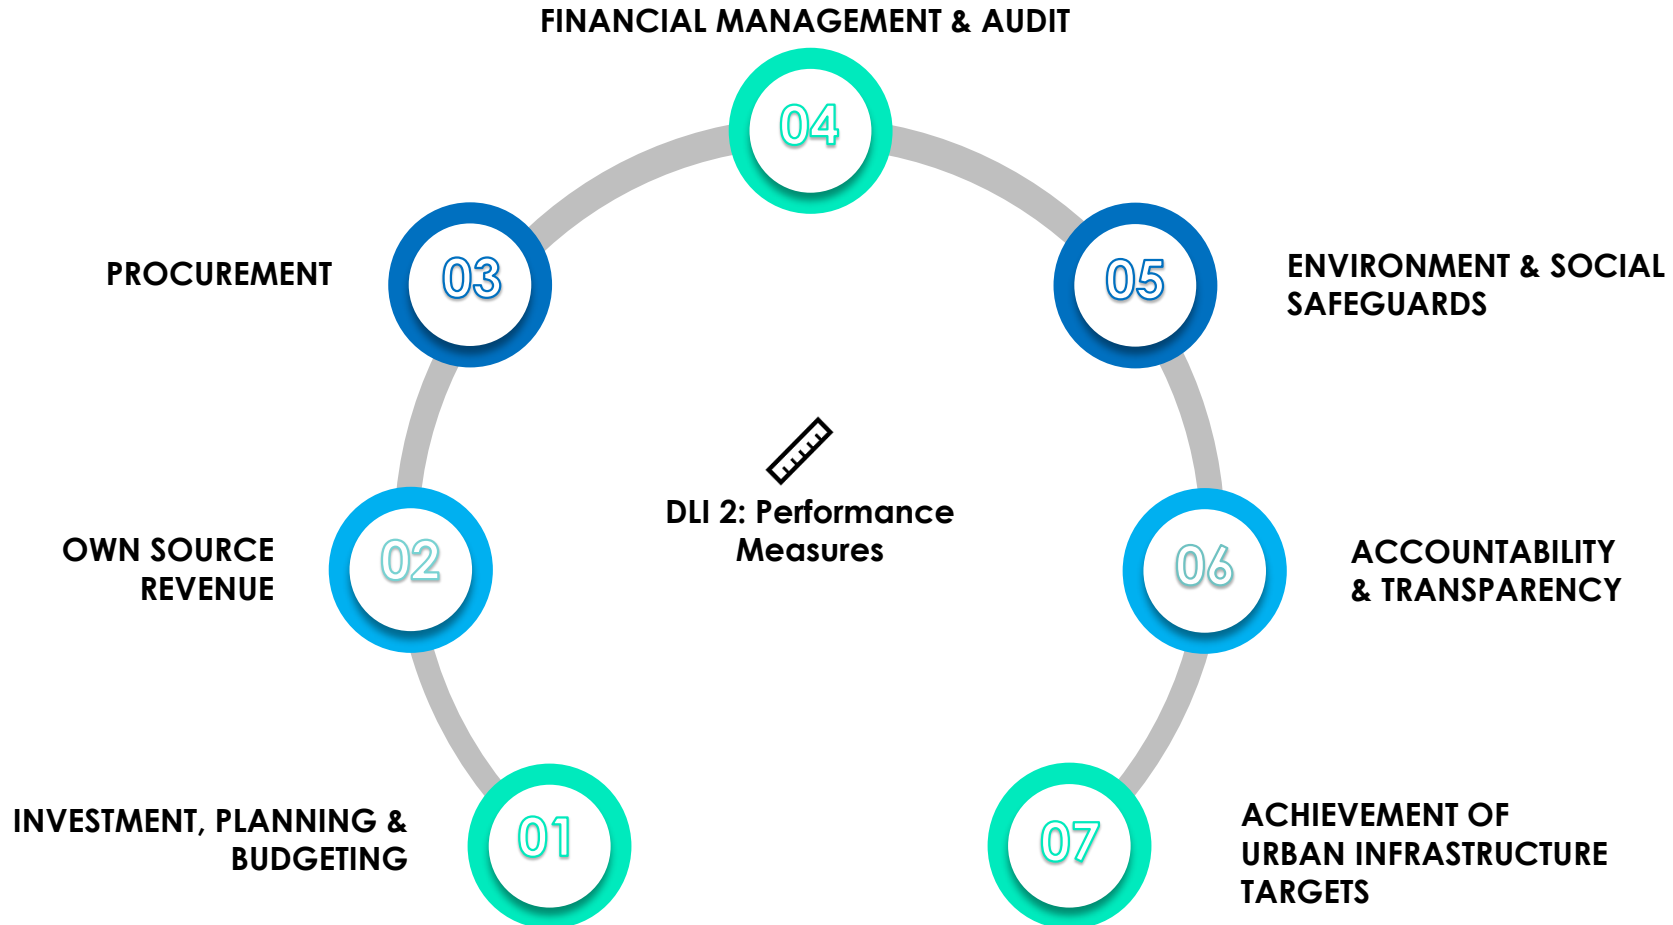 FINANCIAL MANAGEMENT & AUDIT
04
03
PROCUREMENT
05
ENVIRONMENT & SOCIAL
SAFEGUARDS
DLI 2: Performance
Measures
02
OWN SOURCE
REVENUE
06
ACCOUNTABILITY
& TRANSPARENCY
01
INVESTMENT, PLANNING &
BUDGETING
07
ACHIEVEMENT OF
URBAN INFRASTRUCTURE
TARGETS